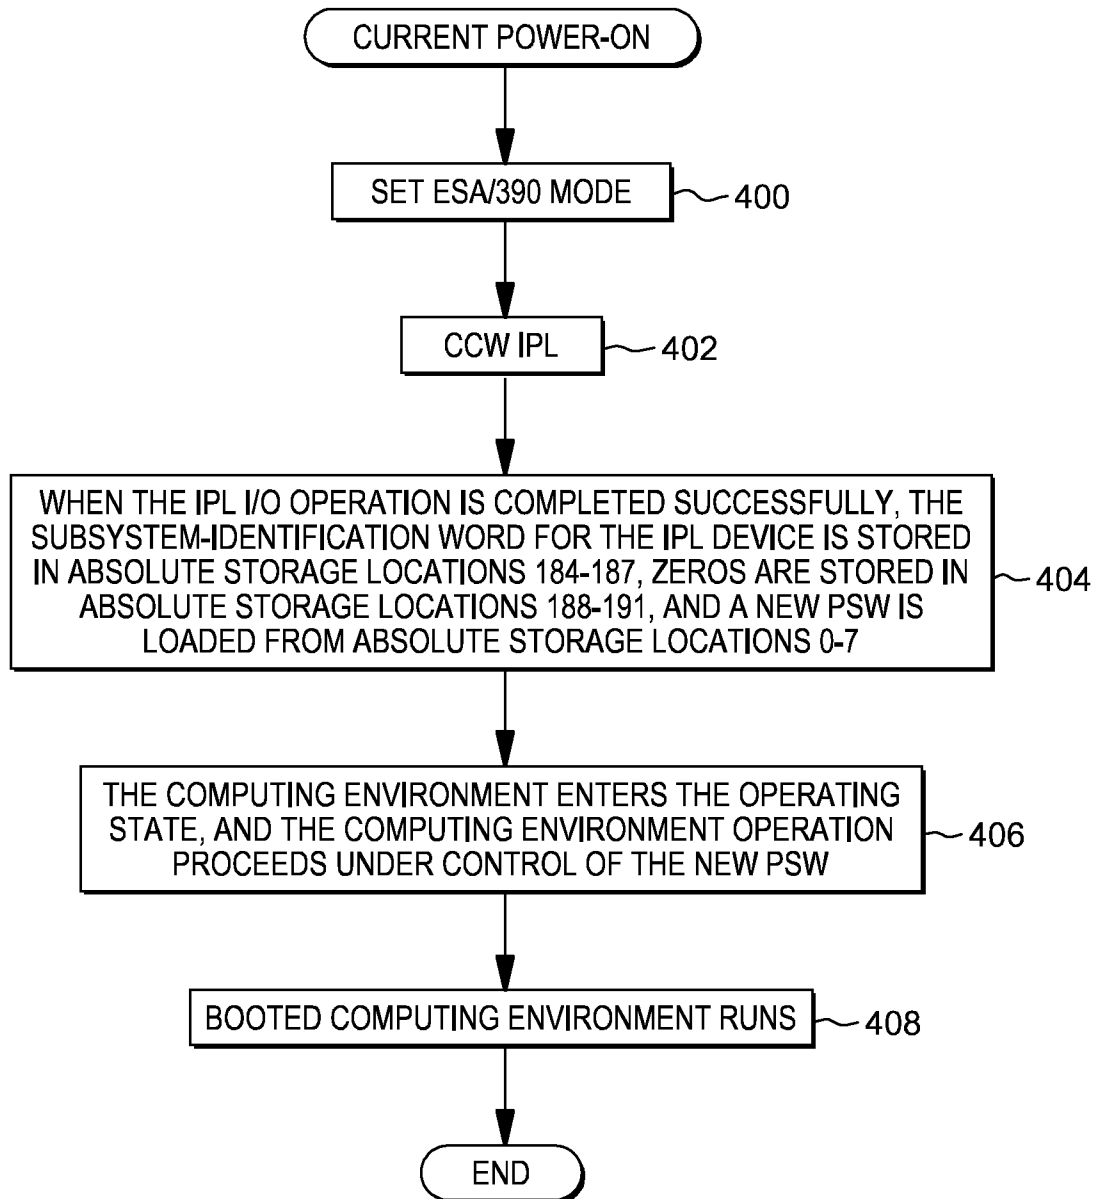 CURRENT POWER-ON
SET ESA/390 MODE
400
CCW IPL
402
WHEN THE IPL I/O OPERATION IS COMPLETED SUCCESSFULLY, THE
SUBSYSTEM-IDENTIFICATION WORD FOR THE IPL DEVICE IS STORED
IN ABSOLUTE STORAGE LOCATIONS 184-187, ZEROS ARE STORED IN
ABSOLUTE STORAGE LOCATIONS 188-191, AND A NEW PSW IS
LOADED FROM ABSOLUTE STORAGE LOCATIONS 0-7
404
THE COMPUTING ENVIRONMENT ENTERS THE OPERATING
STATE, AND THE COMPUTING ENVIRONMENT OPERATION
PROCEEDS UNDER CONTROL OF THE NEW PSW
406
BOOTED COMPUTING ENVIRONMENT RUNS
408
END